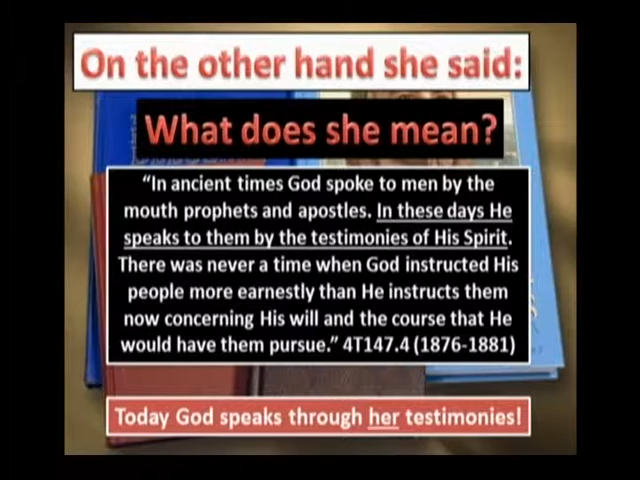 On the other hand she said:
What does she mean?
“In ancient times God spoke to men by the
mouth prophets and apostles. In these days He
speaks to them by the testimonies of His Spirit.
There was never a time when God instructed His
people more earnestly than He instructs them
now concerning His will and the course that He
would have them pursue.” 4T147.4 (1876-1881)
Today God speaks through her testimonies!